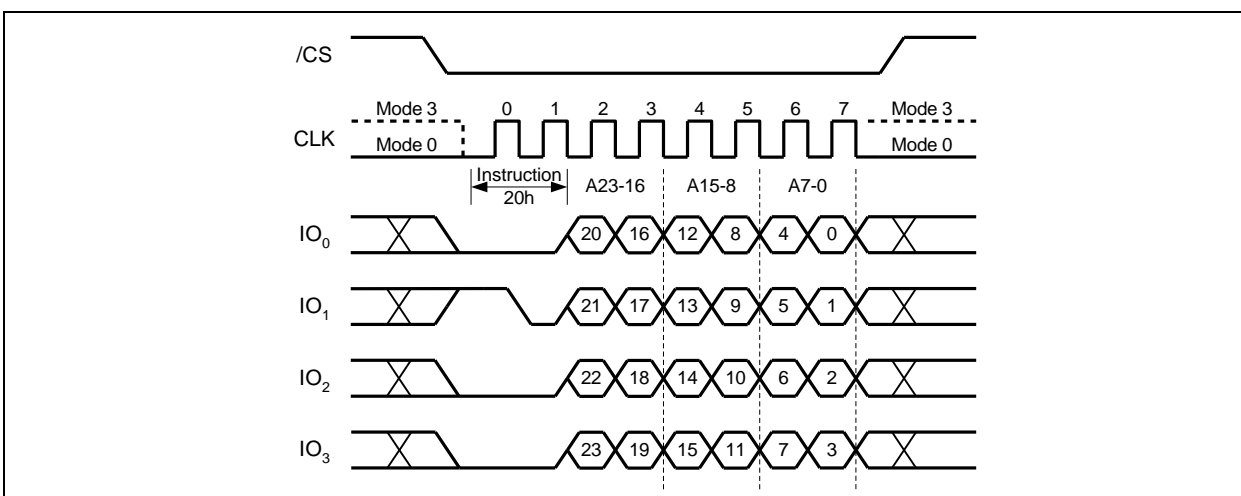 /CS
Mode 3 0 1 2 3 4 5 6 7 Mode 3
CLK
Mode 0 Mode 0
Instruction A23-16 A15-8 A7-0
20h
IO0 20 16 12 8 4 0
IO1 21 17 13 9 5 1
IO2 22 18 14 10 6 2
IO3 23 19 15 11 7 3